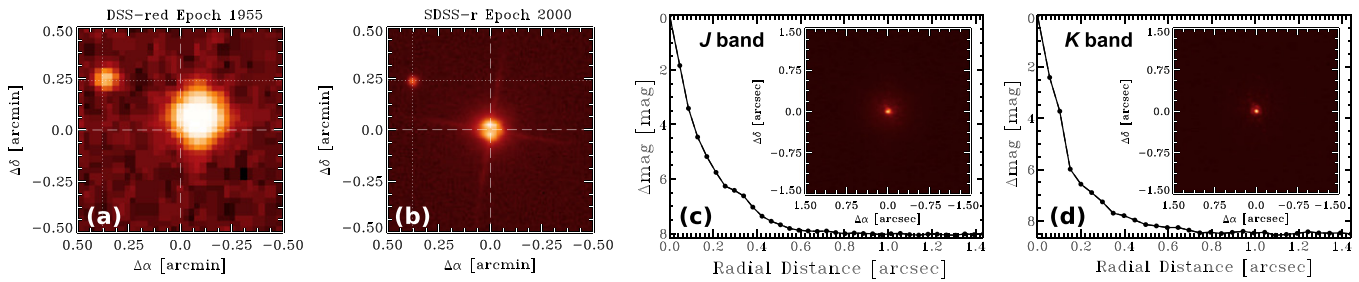 DSS-red Epoch 1955
0.50
0.25
0.0
−0.25
−0.50
Δδ [arcmin]
(a)
0.50 0.25 0.0 −0.25 −0.50
Δα [arcmin]
SDSS-r Epoch 2000
0.50
0.25
0.0
−0.25
−0.50
Δδ [arcmin]
(b)
0.50 0.25 0.0 −0.25 −0.50
Δα [arcmin]
0
2
4
6
8
Δmag [mag]
J band
1.50
0.75
0.0
−0.75
−1.50
Δδ [arcsec]
1.50 0.75 0.0 −0.75 −1.50
Δα [arcsec]
(c)
0.0 0.2 0.4 0.6 0.8 1.0 1.2 1.4
Radial Distance [arcsec]
0
2
4
6
8
Δmag [mag]
K band
1.50
0.75
0.0
−0.75
−1.50
Δδ [arcsec]
1.50 0.75 0.0 −0.75 −1.50
Δα [arcsec]
(d)
0.0 0.2 0.4 0.6 0.8 1.0 1.2 1.4
Radial Distance [arcsec]